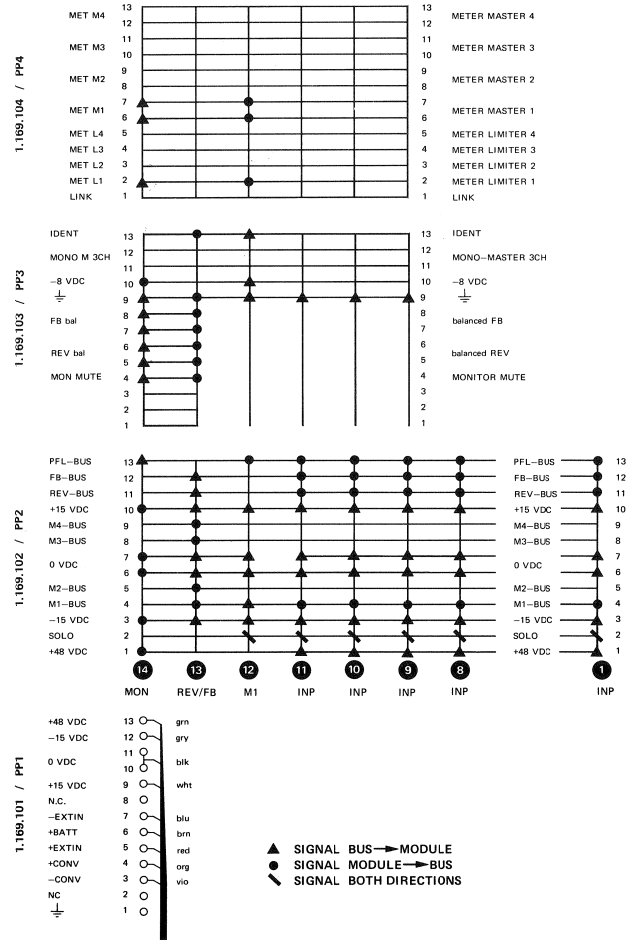 1.169.104 / PP4
13 13
MET M4 METER MASTER 4
12 12
11 11
MET M3 METER MASTER 3
10 10
9 9
MET M2 METER MASTER 2
8 8
7 7
MET M1 METER MASTER 1
6 6
MET L4 5 5 METER LIMITER 4
MET L3 4 4 METER LIMITER 3
MET L2 3 3 METER LIMITER 2
MET L1 2 2 METER LIMITER 1
LINK 1 1 LINK
1.169.103 / PP3
IDENT 13 13 IDENT
12 12
MONO M 3CH MONO-MASTER 3CH
11 11
-8 VDC 10 10 -8 VDC
9 9
8 8
FB bal balanced FB
7 7
6 6
REV bal balanced REV
5 5
MON MUTE 4 4 MONITOR MUTE
3 3
2 2
1 1
1.169.102 / PP2
PFL-BUS 13 PFL-BUS 13
FB-BUS 12 FB-BUS 12
REV-BUS 11 REV-BUS 11
+15 VDC 10 +15 VDC 10
M4-BUS 9 M4-BUS 9
M3-BUS 8 M3-BUS 8
7 7
0 VDC 0 VDC
6 6
M2-BUS 5 M2-BUS 5
M1-BUS 4 M1-BUS 4
-15 VDC 3 -15 VDC 3
SOLO 2 SOLO 2
+48 VDC 1 +48 VDC 1
14 13 12 11 10 9 8 1
MON REV/FB M1 INP INP INP INP INP
1.169.101 / PP1
+48 VDC 13 grn
-15 VDC 12 gry
11
0 VDC blk
10
+15 VDC 9 wht
N.C. 8
-EXTIN 7 blu
+BATT 6 brn
+EXTIN 5 red
+CONV 4 org
-CONV 3 vio
NC 2
1
SIGNAL BUS → MODULE
SIGNAL MODULE → BUS
SIGNAL BOTH DIRECTIONS